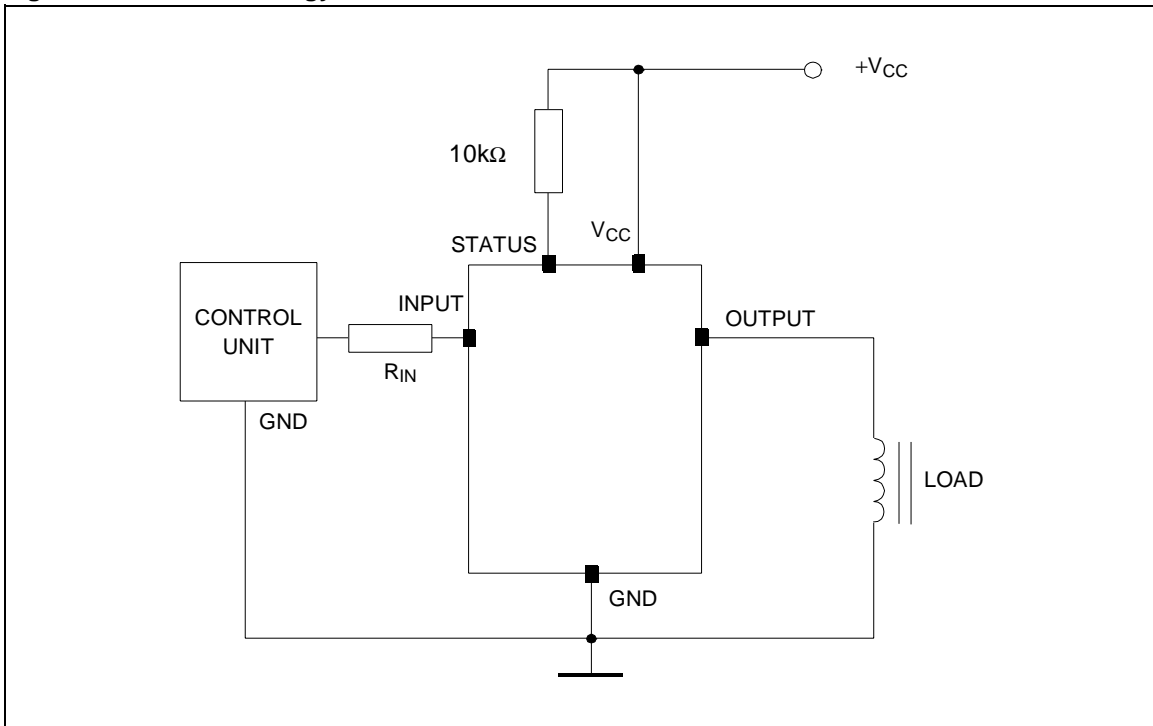 +VCC
10kΩ
VCC
STATUS
INPUT
OUTPUT
CONTROL
UNIT
RIN
GND
LOAD
GND